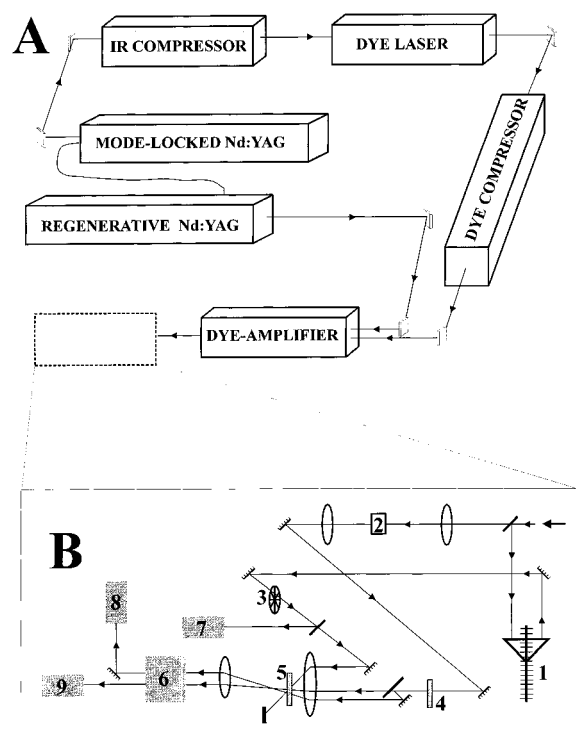 A
IR COMPRESSOR
DYE LASER
MODE-LOCKED Nd:YAG
DYE COMPRESSOR
REGENERATIVE Nd:YAG
DYE-AMPLIFIER
B
2
3
8
7
1
5
6
9
4